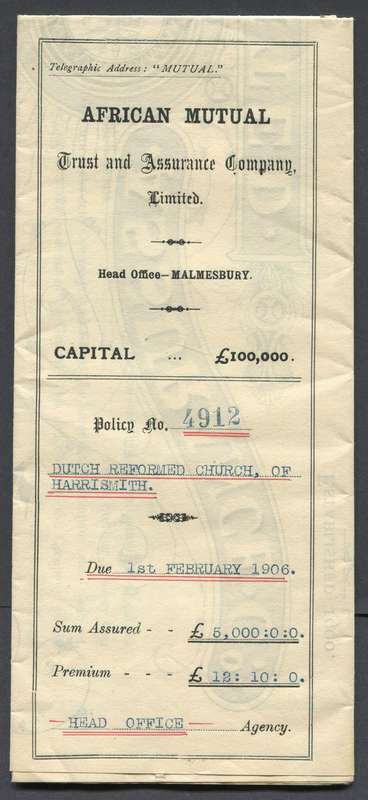 Telegraphic Address: "MUTUAL."
AFRICAN MUTUAL
Trust and Assurance Company,
Limited.
Head Office—MALMESBURY.
CAPITAL ... £100,000.
Policy No. 4912
DUTCH REFORMED CHURCH, OF
HARRISMITH.
Due 1st FEBRUARY 1906.
Sum Assured - - £ 5,000:0:0.
Premium - - - £ 12: 10: 0.
HEAD OFFICE Agency.